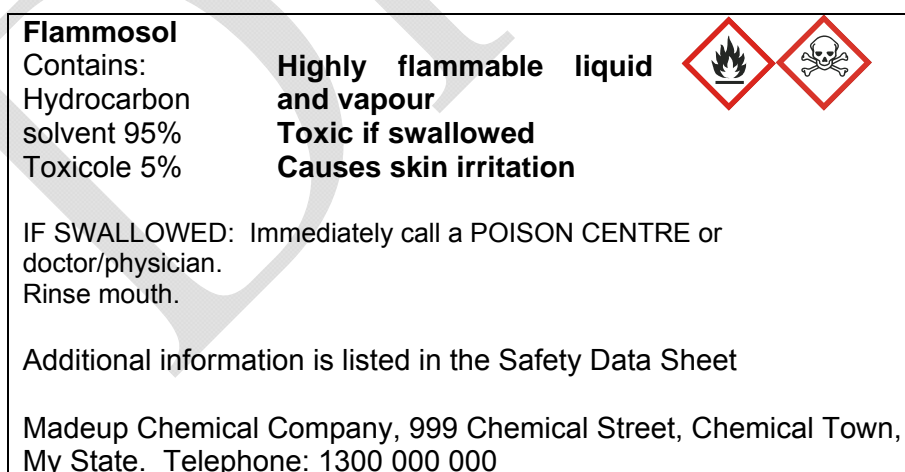 Flammosol
Contains:
Hydrocarbon
solvent 95%
Toxicole 5%
Highly flammable liquid
and vapour
Toxic if swallowed
Causes skin irritation
IF SWALLOWED: Immediately call a POISON CENTRE or
doctor/physician.
Rinse mouth.
Additional information is listed in the Safety Data Sheet
Madeup Chemical Company, 999 Chemical Street, Chemical Town,
My State. Telephone: 1300 000 000